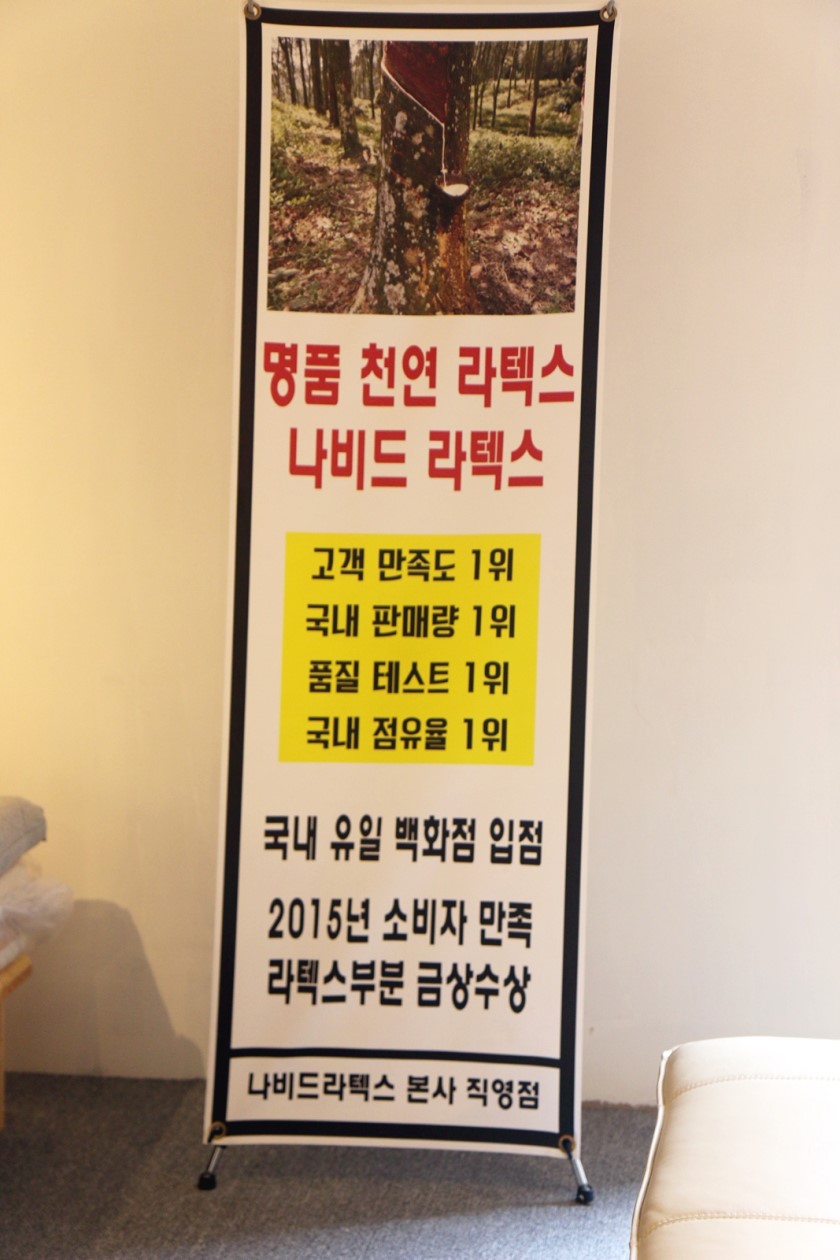 명품 천연 라텍스
나비드 라텍스
고객 만족도 1위
국내 판매량 1위
품질 테스트 1위
국내 점유율 1위
국내 유일 백화점 입점
2015년 소비자 만족
라텍스부분 금상수상
나비드라텍스 본사 직영점